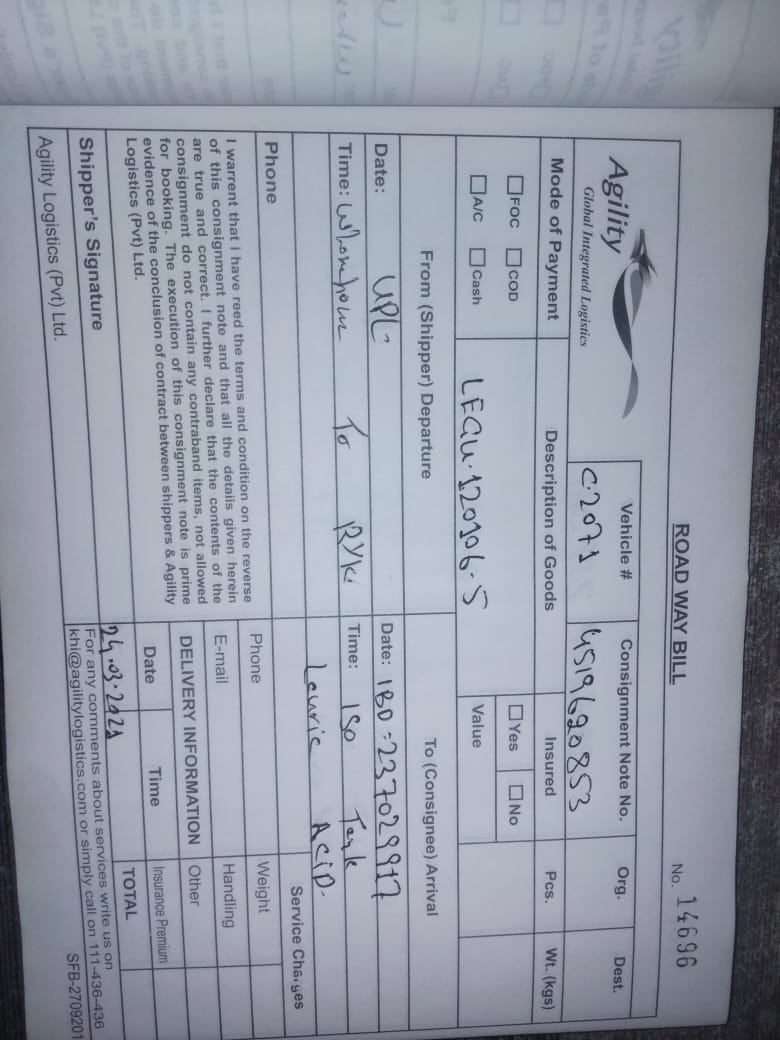 ROAD WAY BILL
No. 14696
Agility
Global Integrated Logistics
Vehicle #
C-2071
Consignment Note No.
4519620853
Org.
Dest.
Mode of Payment
FOC
COD
A/C
Cash
Description of Goods
LEGU-120106-5
Insured
Yes
No
Value
Pcs.
Wt. (kgs)
From (Shipper) Departure
To (Consignee) Arrival
Date: UPL
Date: IBD=237029917
Time: To RYK
Time: ISO Tank
Lauric ACiD-
Phone
I warrent that i have reed the terms and condition on the reverse
of this consignment note and that all the details given herein
are true and correct. I further declare that the contents of the
consignment do not contain any contraband items, not allowed
for booking. The execution of this consignment note is prime
evidence of the conclusion of contract between shippers & Agility
Logistics (Pvt) Ltd.
Shipper's Signature
Agility Logistics (Pvt) Ltd.
Phone
E-mail
DELIVERY INFORMATION
Date
Time
24.03.2021
Service Charges
Weight
Handling
Other
Insurance Premium
TOTAL
For any comments about services write us on
khi@agilitylogistics.com or simply call on 111-436-436
SFB-2709201